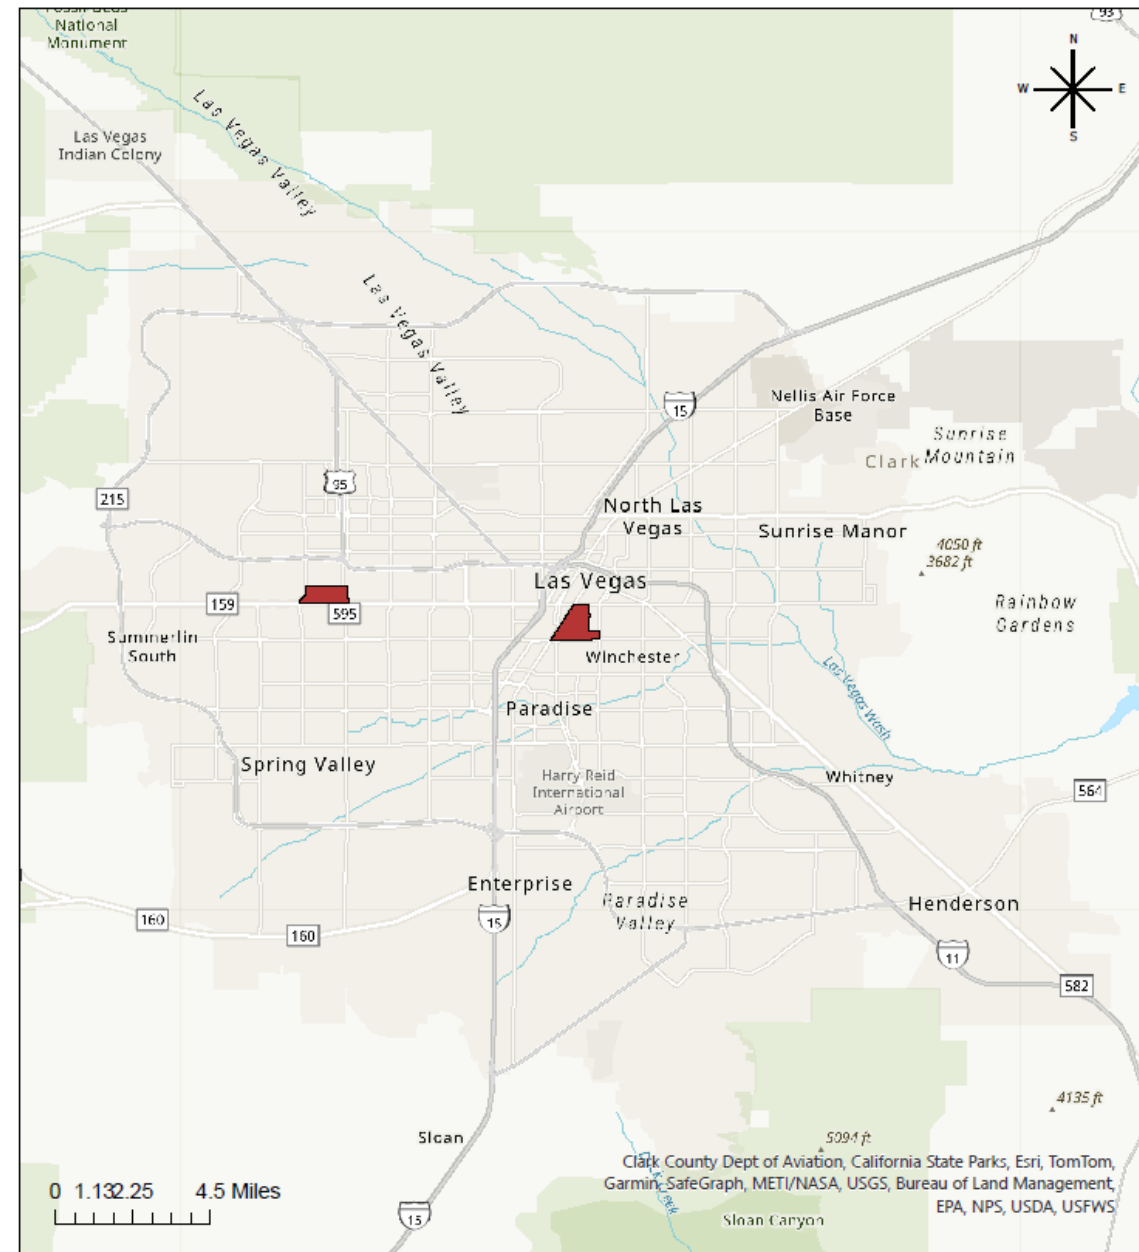 National
Monument
93
N
W
E
S
Las Vegas Valley
Las Vegas
Indian Colony
Las Vegas Valley
Nellis Air Force
Base
15
Sunrise
Mountain
Clark
95
215
North Las
Vegas
Sunrise Manor
4050 ft
3682 ft
Las Vegas
159
595
Rainbow
Gardens
Summerlin
South
Winchester
Las Vegas Wash
Paradise
Spring Valley
Harry Reid
International
Airport
Whitney
564
Enterprise
Paradise
Valley
Henderson
160
160
15
11
582
4135 ft
Sloan
5094 ft
Clark County Dept of Aviation, California State Parks, Esri, TomTom,
Garmin, SafeGraph, METI/NASA, USGS, Bureau of Land Management,
EPA, NPS, USDA, USFWS
0 1.13 2.25 4.5 Miles
15
Sloan Canyon